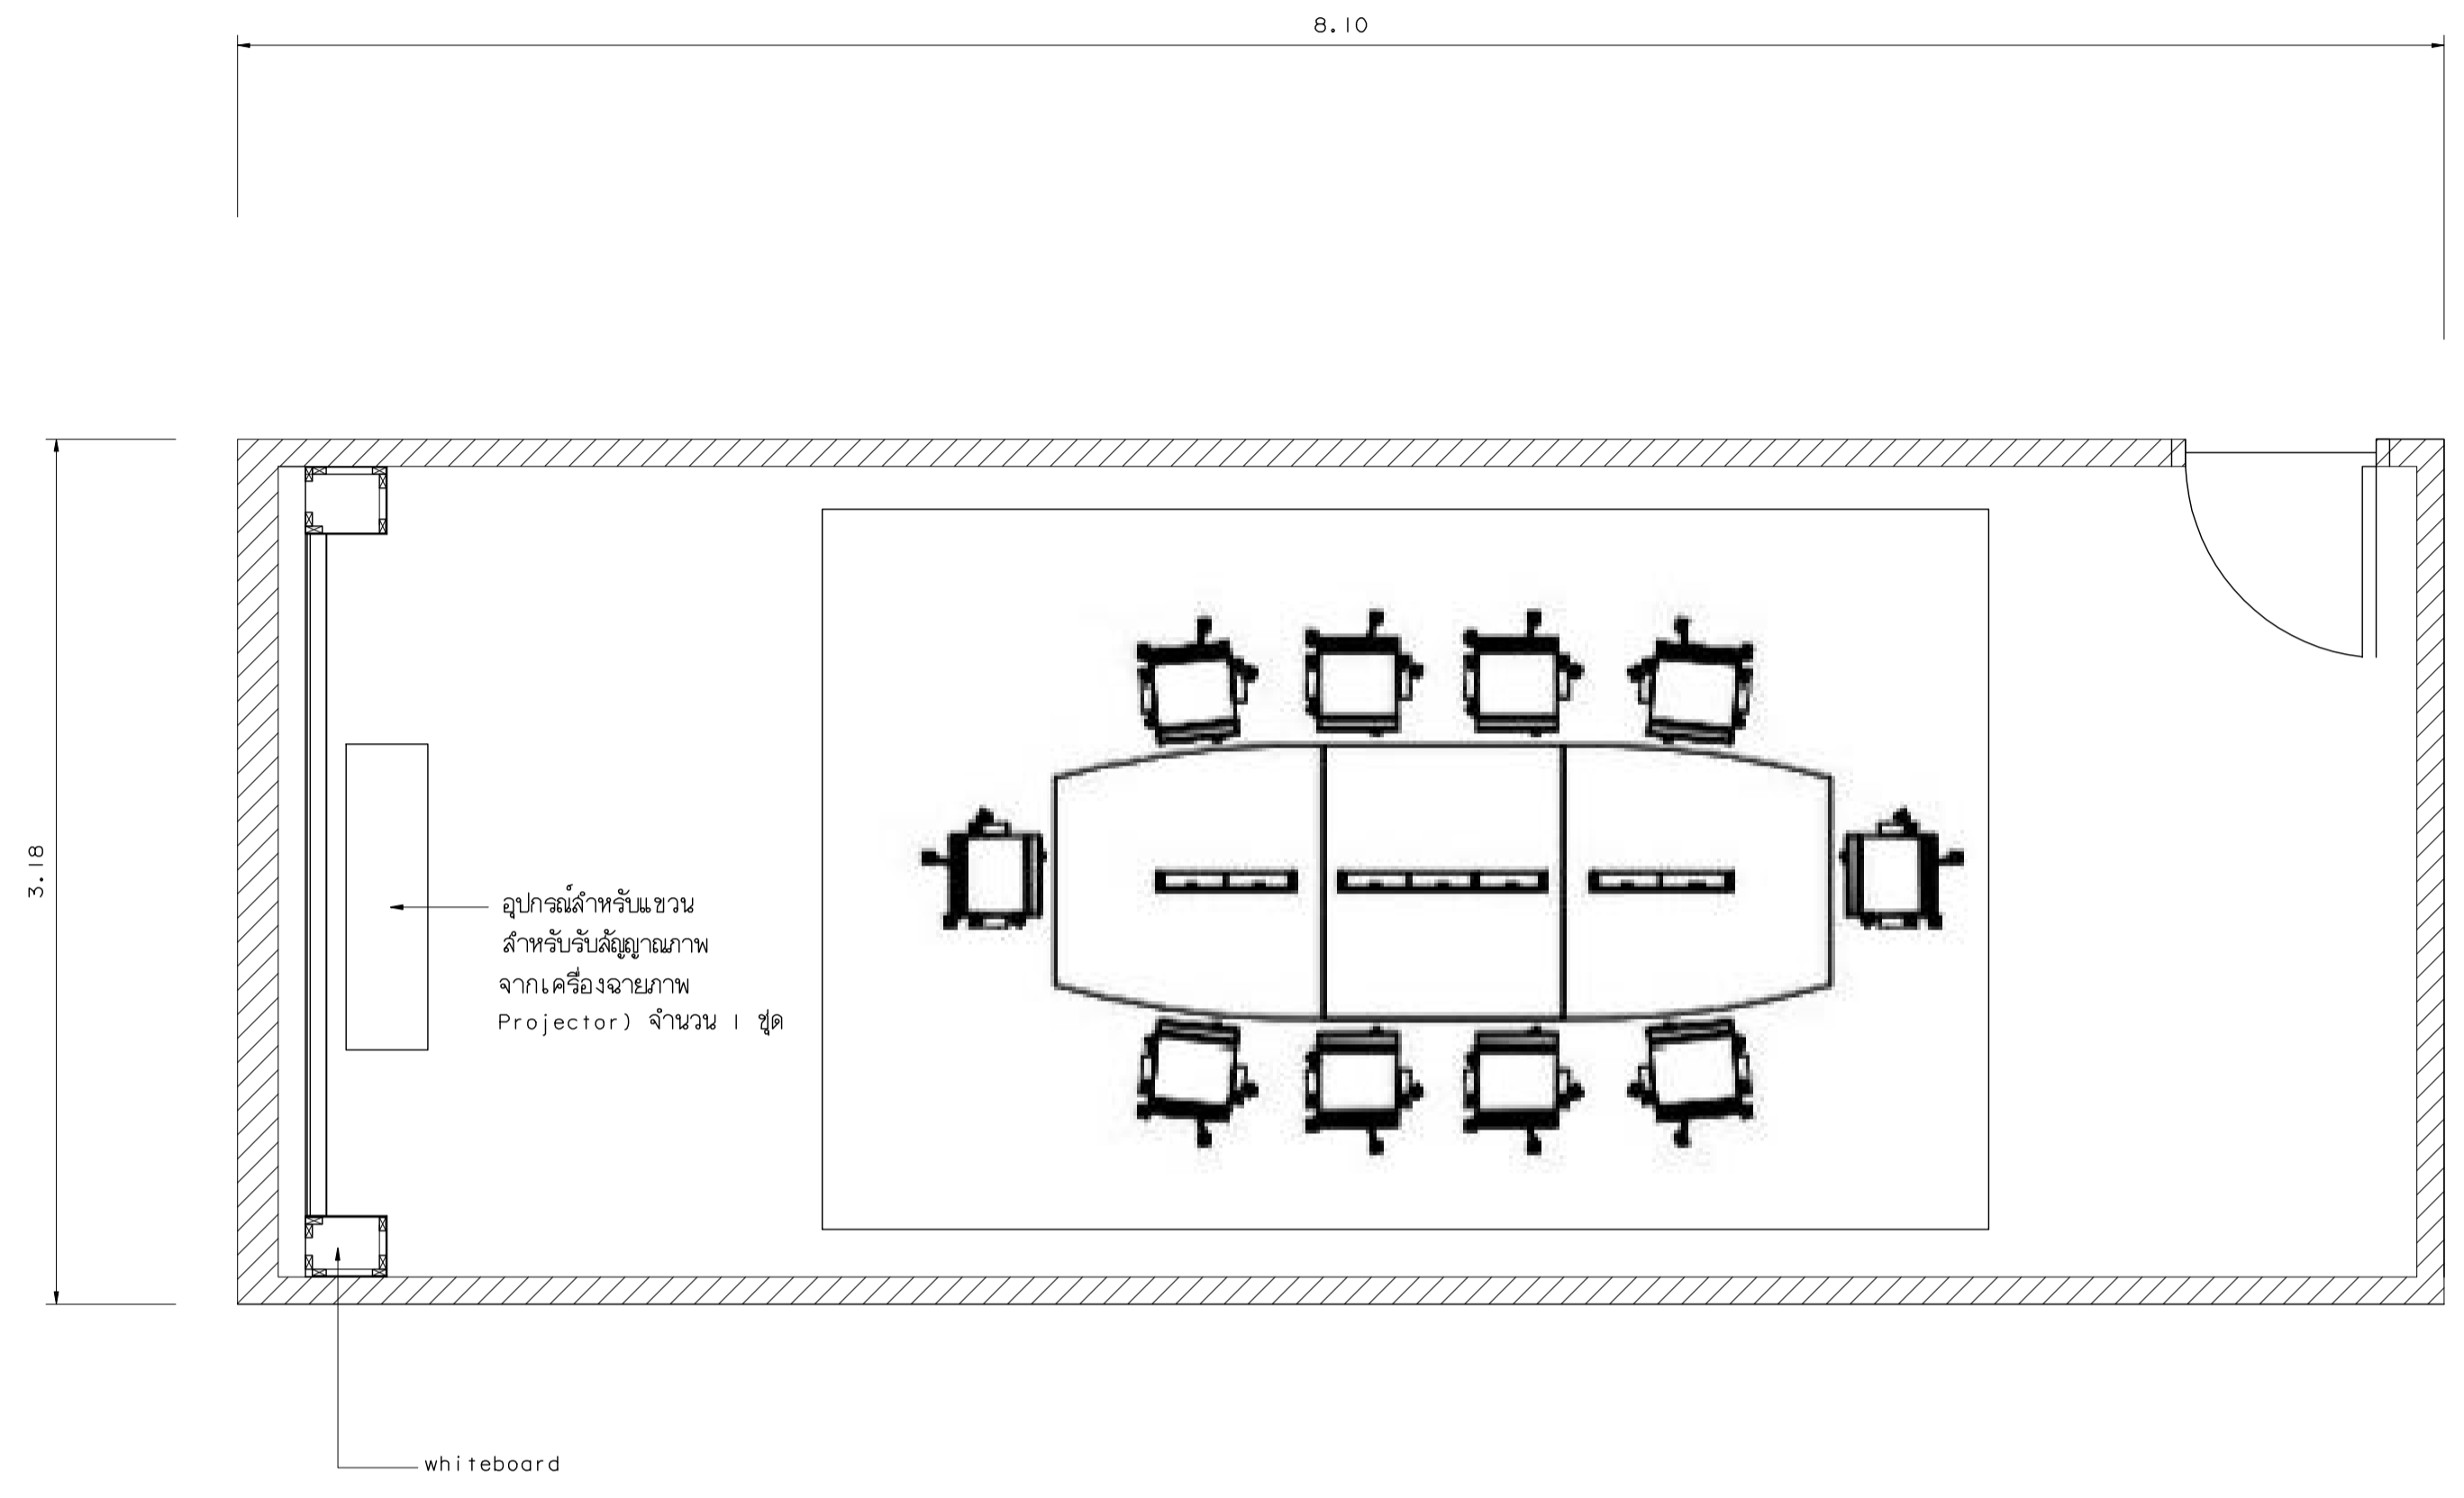 8.10
3.18
อุปกรณ์สำหรับแขวน
สำหรับรับสัญญาณภาพ
จากเครื่องฉายภาพ
Projector) จำนวน 1 ชุด
whiteboard